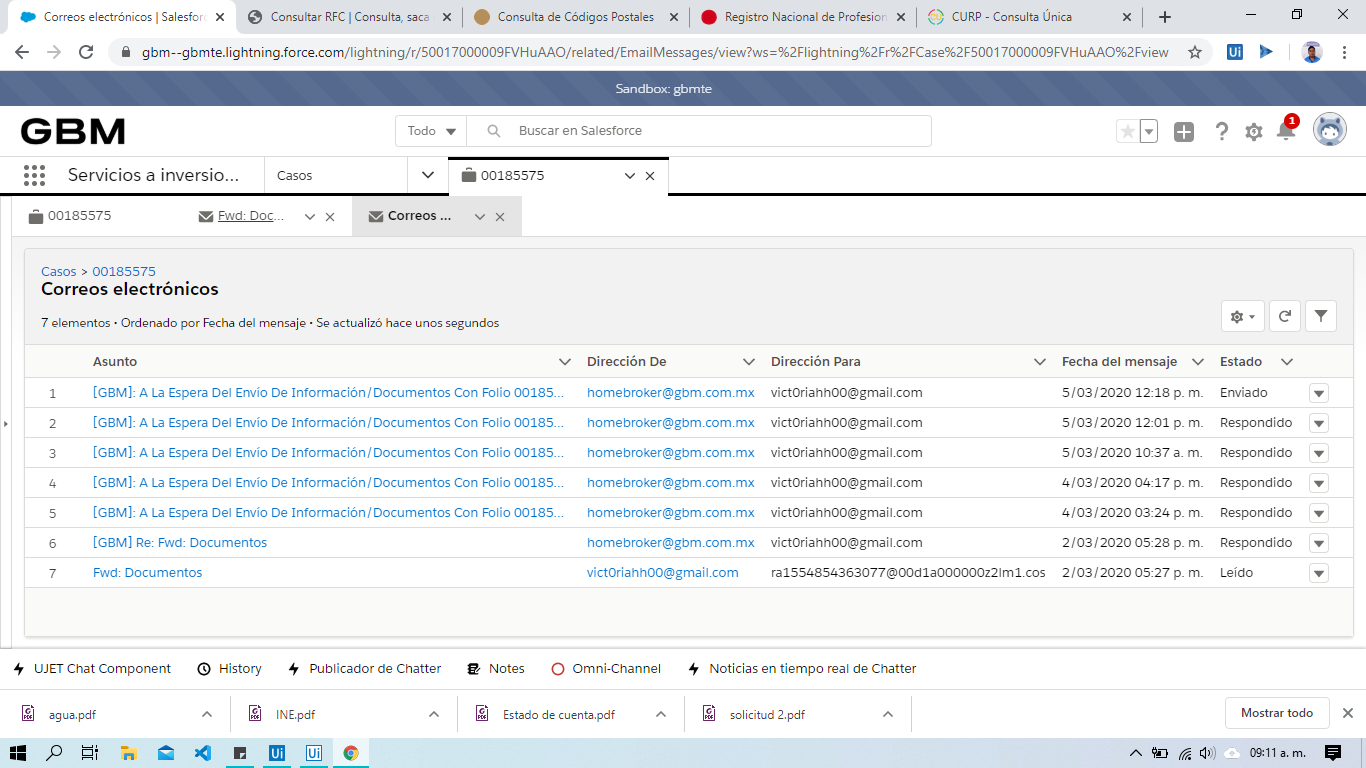 Correos electrónicos | Salesforc
Consultar RFC | Consulta, saca
Consulta de Códigos Postales
Registro Nacional de Profesion
CURP - Consulta Única
gbm--gbmte.lightning.force.com/lightning/r/50017000009FVHuAAO/related/EmailMessages/view?ws=%2Flightning%2Fr%2FCase%2F50017000009FVHuAAO%2Fview
Sandbox: gbmte
GBM
Todo
Buscar en Salesforce
1
Servicios a inversio...
Casos
00185575
00185575
Fwd: Doc...
Correos ...
Casos > 00185575
Correos electrónicos
7 elementos • Ordenado por Fecha del mensaje • Se actualizó hace unos segundos
Asunto Dirección De Dirección Para Fecha del mensaje Estado
1 [GBM]: A La Espera Del Envío De Información/Documentos Con Folio 00185... homebroker@gbm.com.mx vict0riahh00@gmail.com 5/03/2020 12:18 p. m. Enviado
2 [GBM]: A La Espera Del Envío De Información/Documentos Con Folio 00185... homebroker@gbm.com.mx vict0riahh00@gmail.com 5/03/2020 12:01 p. m. Respondido
3 [GBM]: A La Espera Del Envío De Información/Documentos Con Folio 00185... homebroker@gbm.com.mx vict0riahh00@gmail.com 5/03/2020 10:37 a. m. Respondido
4 [GBM]: A La Espera Del Envío De Información/Documentos Con Folio 00185... homebroker@gbm.com.mx vict0riahh00@gmail.com 4/03/2020 04:17 p. m. Respondido
5 [GBM]: A La Espera Del Envío De Información/Documentos Con Folio 00185... homebroker@gbm.com.mx vict0riahh00@gmail.com 4/03/2020 03:24 p. m. Respondido
6 [GBM] Re: Fwd: Documentos homebroker@gbm.com.mx vict0riahh00@gmail.com 2/03/2020 05:28 p. m. Respondido
7 Fwd: Documentos vict0riahh00@gmail.com ra1554854363077@00d1a000000z2lm1.cos 2/03/2020 05:27 p. m. Leído
UJET Chat Component
History
Publicador de Chatter
Notes
Omni-Channel
Noticias en tiempo real de Chatter
agua.pdf
INE.pdf
Estado de cuenta.pdf
solicitud 2.pdf
Mostrar todo
09:11 a. m.